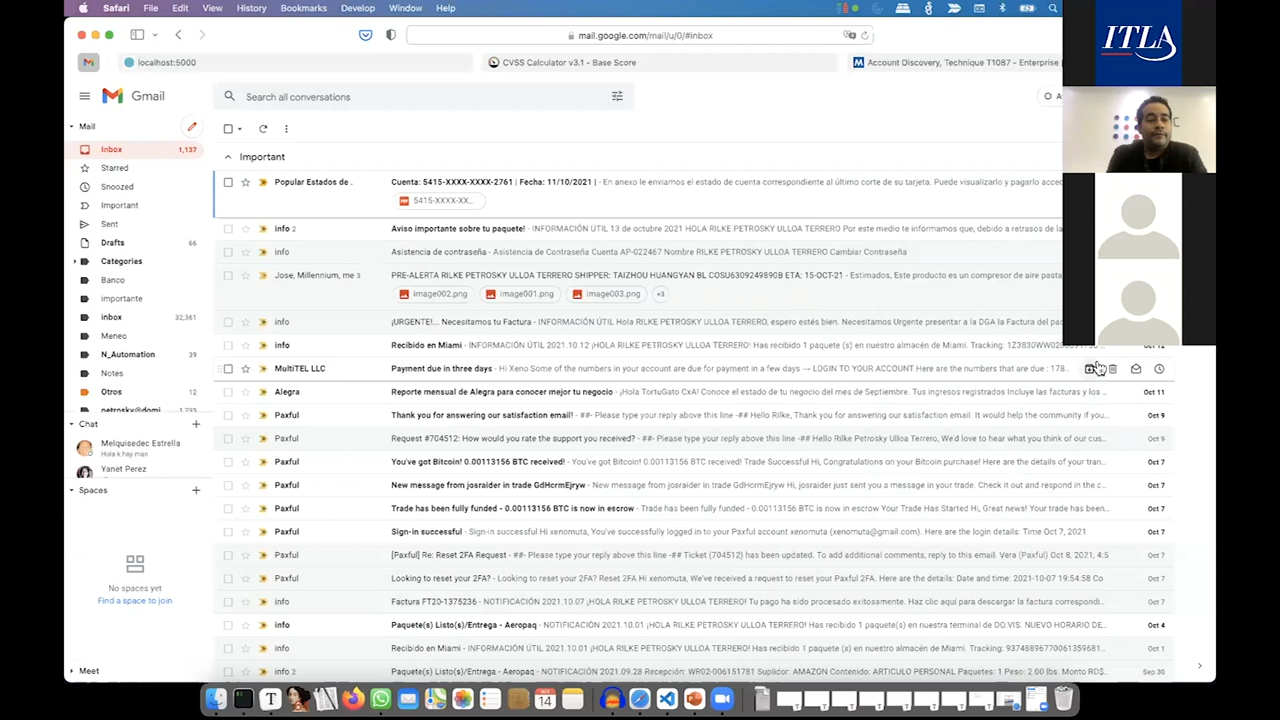 Safari File Edit View History Bookmarks Develop Window Help
mail.google.com/mail/u/0/#inbox
localhost:5000 CVSS Calculator v3.1 - Base Score Account Discovery, Technique T1087 - Enterprise |
ITLA
Gmail
Search all conversations
Mail
Inbox 1,137
Starred
Snoozed
Important
Sent
Drafts 66
Categories
Banco
importante
inbox 32,361
Meneo
N_Automation 39
Notes
Otros 12
Chat
Melquisedec Estrella
Hola k hay man
Yanet Perez
Spaces
No spaces yet
Find a space to join
Meet
Important
Popular Estados de . Cuenta: 5415-XXXX-XXXX-2761 | Fecha: 11/10/2021 | - En anexo le enviamos el estado de cuenta correspondiente al último corte de su tarjeta. Puede visualizarlo y pagarlo acced
5415-XXXX-XX...
info 2 Aviso importante sobre tu paquete! - INFORMACIÓN ÚTIL 13 de octubre 2021 HOLA RILKE PETROSKY ULLOA TERRERO Por este medio te informamos que, debido a retrasos de la
info Asistencia de contraseña - Asistencia de Contraseña Cuenta AP-022467 Nombre RILKE PETROSKY ULLOA TERRERO Cambiar Contraseña
Jose, Millennium, me 3 PRE-ALERTA RILKE PETROSKY ULLOA TERRERO SHIPPER: TAIZHOU HUANGYAN BL COSU6309249890B ETA: 15-OCT-21 - Estimados, Este producto es un compresor de aire pasta
image002.png image001.png image003.png +3
info ¡URGENTE!... Necesitamos tu Factura - INFORMACIÓN ÚTIL Hola RILKE PETROSKY ULLOA TERRERO, espero estés bien. Necesitamos Urgente presentar a la DGA la Factura del pa
info Recibido en Miami - INFORMACIÓN ÚTIL 2021.10.12 ¡HOLA RILKE PETROSKY ULLOA TERRERO! Has recibido 1 paquete (s) en nuestro almacén de Miami. Tracking: Oct 12
MultiTEL LLC Payment due in three days - Hi Xeno Some of the numbers in your account are due for payment in a few days → LOGIN TO YOUR ACCOUNT Here are the numbers that are due : 178...
Alegra Reporte mensual de Alegra para conocer mejor tu negocio - ¡Hola TortuGato CxA! Conoce el estado de tu negocio del mes de Septiembre. Tus ingresos registrados Incluye las facturas y los ... Oct 11
Paxful Thank you for answering our satisfaction email! - ##- Please type your reply above this line -## Hello Rilke, Thank you for answering our satisfaction email. It would help the community if you... Oct 9
Paxful Request #704512: How would you rate the support you received? - ##- Please type your reply above this line -## Hello Rilke Petrosky Ulloa Terrero, We'd love to hear what you think of our cus... Oct 9
Paxful You've got Bitcoin! 0.00113156 BTC received! - You've got Bitcoin! 0.00113156 BTC received! Trade Successful Hi, Congratulations on your Bitcoin purchase! Here are the details of your tran... Oct 7
Paxful New message from josraider in trade GdHcrmEjryw - New message from josraider in trade GdHcrmEjryw Hi, josraider just sent you a message in your trade. Check it out and respond in the c... Oct 7
Paxful Trade has been fully funded - 0.00113156 BTC is now in escrow - 0.00113156 BTC is now in escrow Your Trade Has Started Hi, Great news! Your trade has been... Oct 7
Paxful Sign-in successful - Sign-in successful Hi xenomuta, You've successfully logged in to your Paxful account (xenomuta@gmail.com). Here are the login details: Time Oct 7, 2021 Oct 7
Paxful [Paxful] Re: Reset 2FA Request - ##- Please type your reply above this line -## Ticket (704512) has been updated. To add additional comments, reply to this email. Vera (Paxful) Oct 8, 2021, 4:5 Oct 7
Paxful Looking to reset your 2FA? - Looking to reset your 2FA? Reset 2FA Hi xenomuta, We've received a request to reset your Paxful 2FA. Here are the details: Date and time: 2021-10-07 19:54:58 Co Oct 7
info Factura FT20-1375236 - NOTIFICACIÓN 2021.10.07 ¡HOLA RILKE PETROSKY ULLOA TERRERO! Tu pago ha sido procesado exitosamente. Haz clic aquí para descargar la factura correspondi... Oct 7
info Paquete(s) Listo(s)/Entrega - Aeropaq - NOTIFICACIÓN 2021.10.01 ¡HOLA RILKE PETROSKY ULLOA TERRERO! Has recibido 1 paquete (s) en nuestra terminal de DO.VIS. NUEVO HORARIO DE... Oct 4
info Recibido en Miami - NOTIFICACIÓN 2021.10.01 ¡HOLA RILKE PETROSKY ULLOA TERRERO! Has recibido 1 paquete (s) en nuestro almacén de Miami. Tracking: 93748896770061359681... Oct 1
info 2 Paquete(s) Listo(s)/Entrega - Aeropaq - NOTIFICACIÓN 2021.09.28 Recepción: WR02-006151781 Suplidor: AMAZON Contenido: ARTICULO PERSONAL Paquetes: 1 Peso: 2.00 lbs. Monto RD$... Sep 30
OCT
14